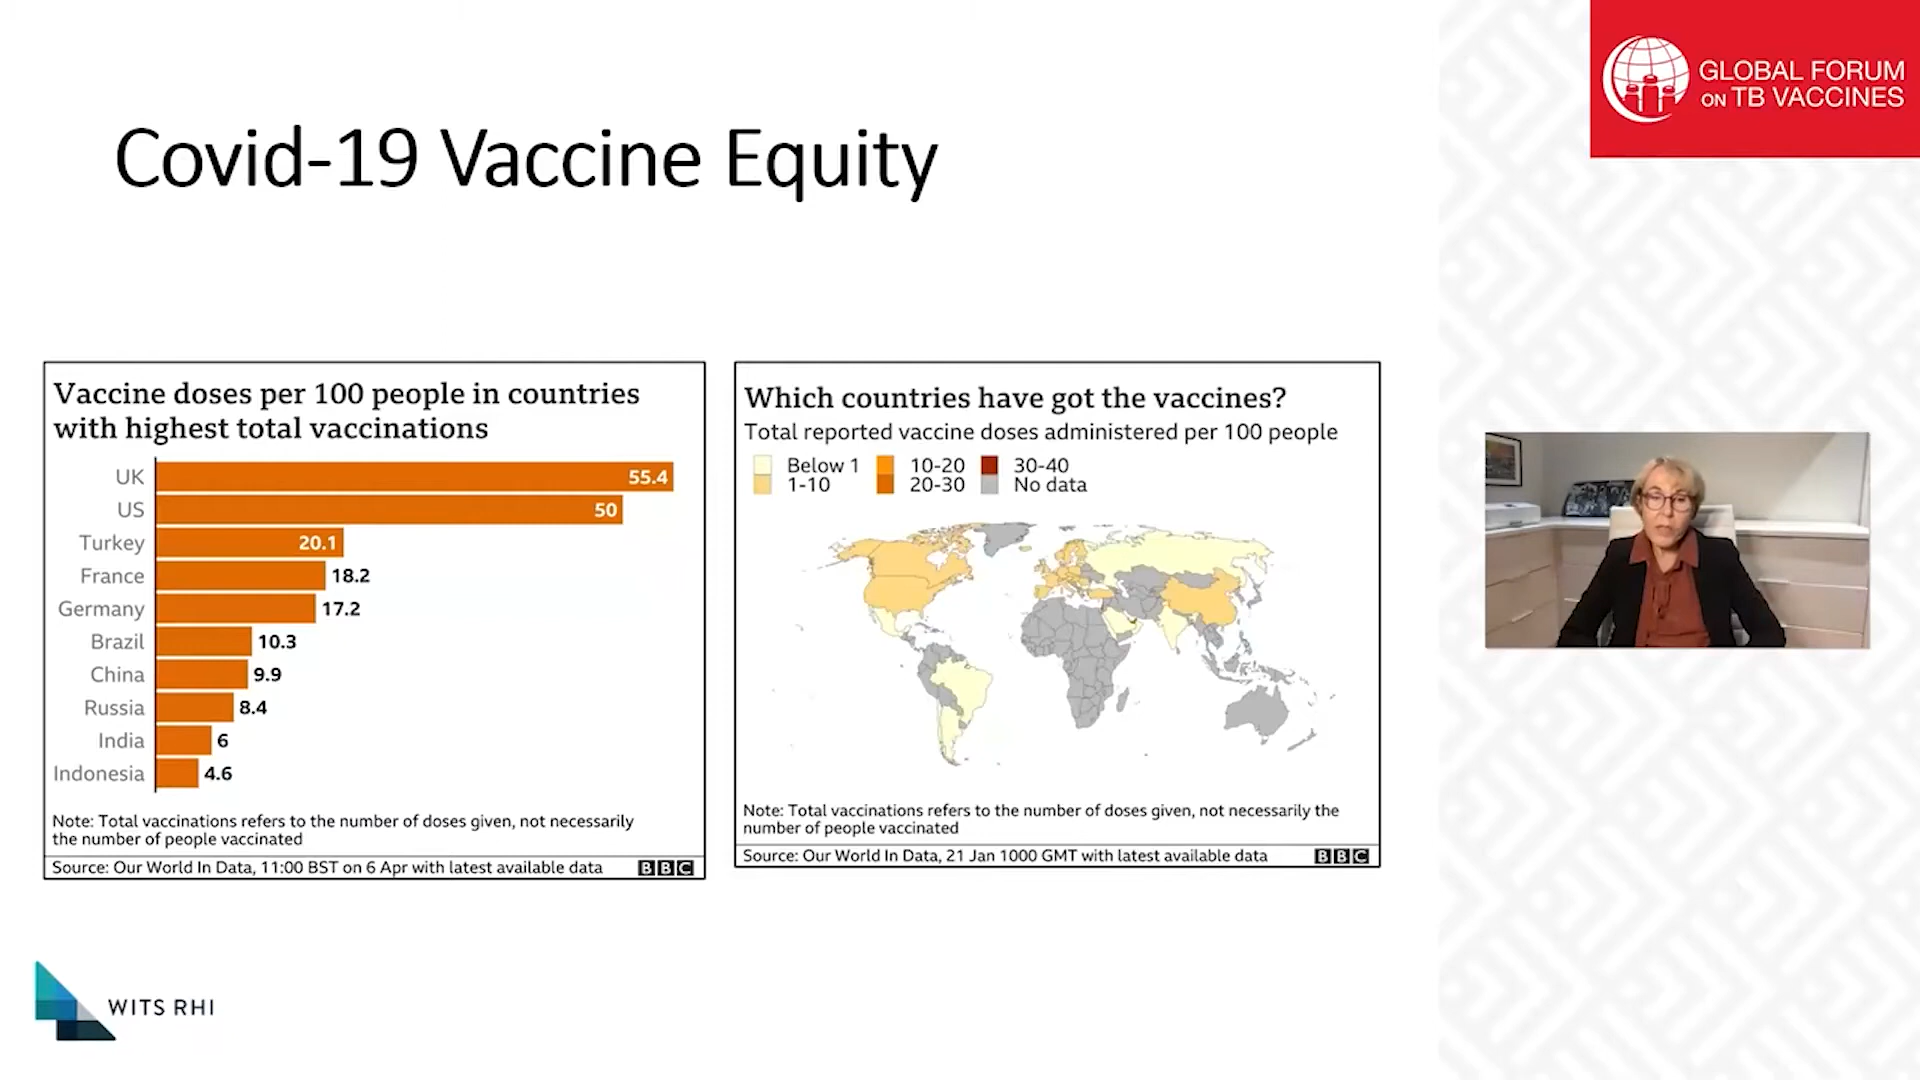 GLOBAL FORUM
ON TB VACCINES
Covid-19 Vaccine Equity
Vaccine doses per 100 people in countries
with highest total vaccinations
UK 55.4
US 50
Turkey 20.1
France 18.2
Germany 17.2
Brazil 10.3
China 9.9
Russia 8.4
India 6
Indonesia 4.6
Note: Total vaccinations refers to the number of doses given, not necessarily
the number of people vaccinated
Source: Our World In Data, 11:00 BST on 6 Apr with latest available data BBC
Which countries have got the vaccines?
Total reported vaccine doses administered per 100 people
Below 1 10-20 30-40
1-10 20-30 No data
Note: Total vaccinations refers to the number of doses given, not necessarily the
number of people vaccinated
Source: Our World In Data, 21 Jan 1000 GMT with latest available data BBC
WITS RHI